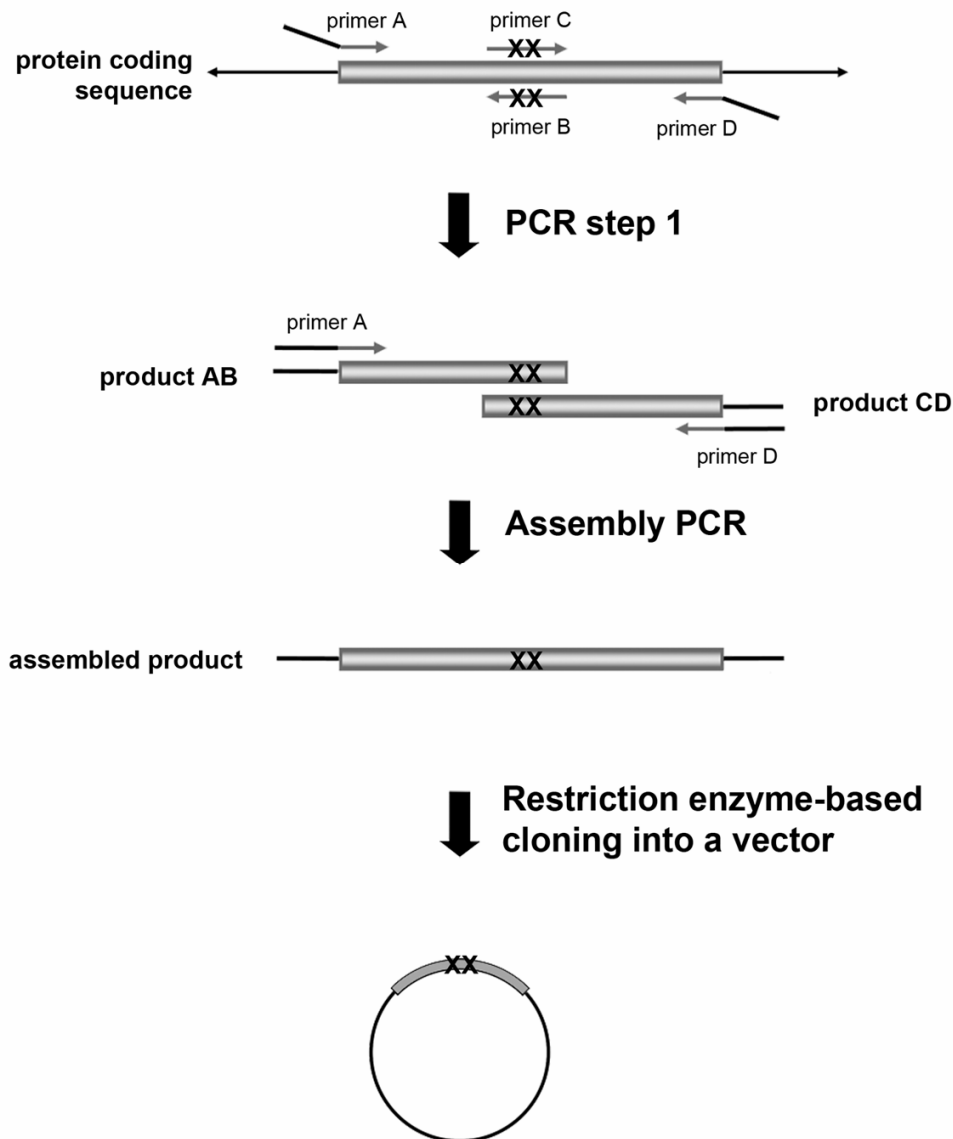 primer A
primer C
XX
protein coding
sequence
XX
primer B
primer D
PCR step 1
primer A
product AB
XX
XX
product CD
primer D
Assembly PCR
assembled product
XX
Restriction enzyme-based
cloning into a vector
XX